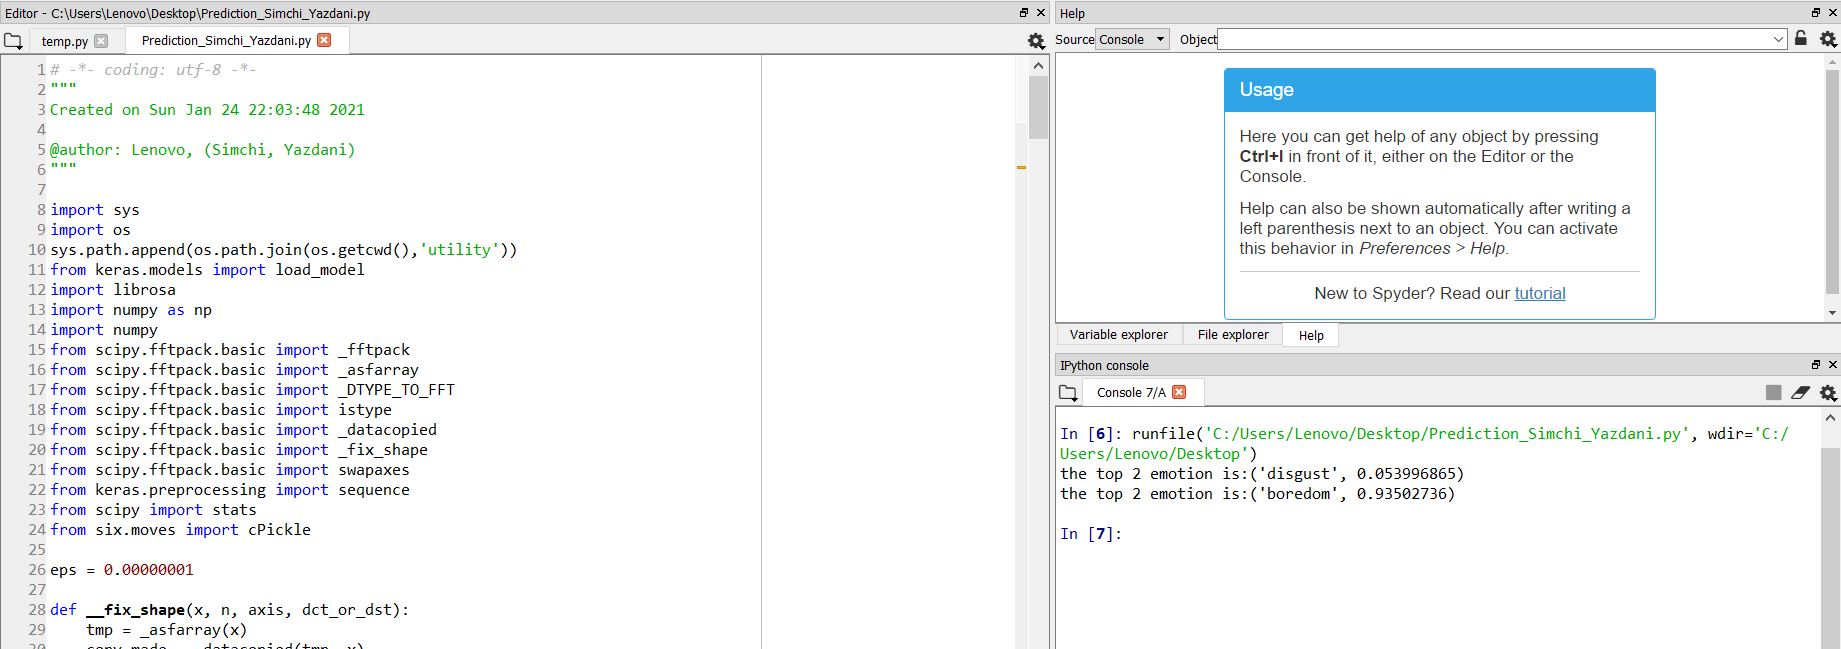 Editor - C:\Users\Lenovo\Desktop\Prediction_Simchi_Yazdani.py
temp.py
Prediction_Simchi_Yazdani.py
1 # -*- coding: utf-8 -*-
2 """
3 Created on Sun Jan 24 22:03:48 2021
4
5 @author: Lenovo, (Simchi, Yazdani)
6 """
7
8 import sys
9 import os
10 sys.path.append(os.path.join(os.getcwd(),'utility'))
11 from keras.models import load_model
12 import librosa
13 import numpy as np
14 import numpy
15 from scipy.fftpack.basic import _fftpack
16 from scipy.fftpack.basic import _asfarray
17 from scipy.fftpack.basic import _DTYPE_TO_FFT
18 from scipy.fftpack.basic import istype
19 from scipy.fftpack.basic import _datacopied
20 from scipy.fftpack.basic import _fix_shape
21 from scipy.fftpack.basic import swapaxes
22 from keras.preprocessing import sequence
23 from scipy import stats
24 from six.moves import cPickle
25
26 eps = 0.00000001
27
28 def __fix_shape(x, n, axis, dct_or_dst):
29 tmp = _asfarray(x)
Help
Source Console Object
Usage
Here you can get help of any object by pressing
Ctrl+I in front of it, either on the Editor or the
Console.
Help can also be shown automatically after writing a
left parenthesis next to an object. You can activate
this behavior in Preferences > Help.
New to Spyder? Read our tutorial
Variable explorer File explorer Help
IPython console
Console 7/A
In [6]: runfile('C:/Users/Lenovo/Desktop/Prediction_Simchi_Yazdani.py', wdir='C:/
Users/Lenovo/Desktop')
the top 2 emotion is:('disgust', 0.053996865)
the top 2 emotion is:('boredom', 0.93502736)
In [7]: